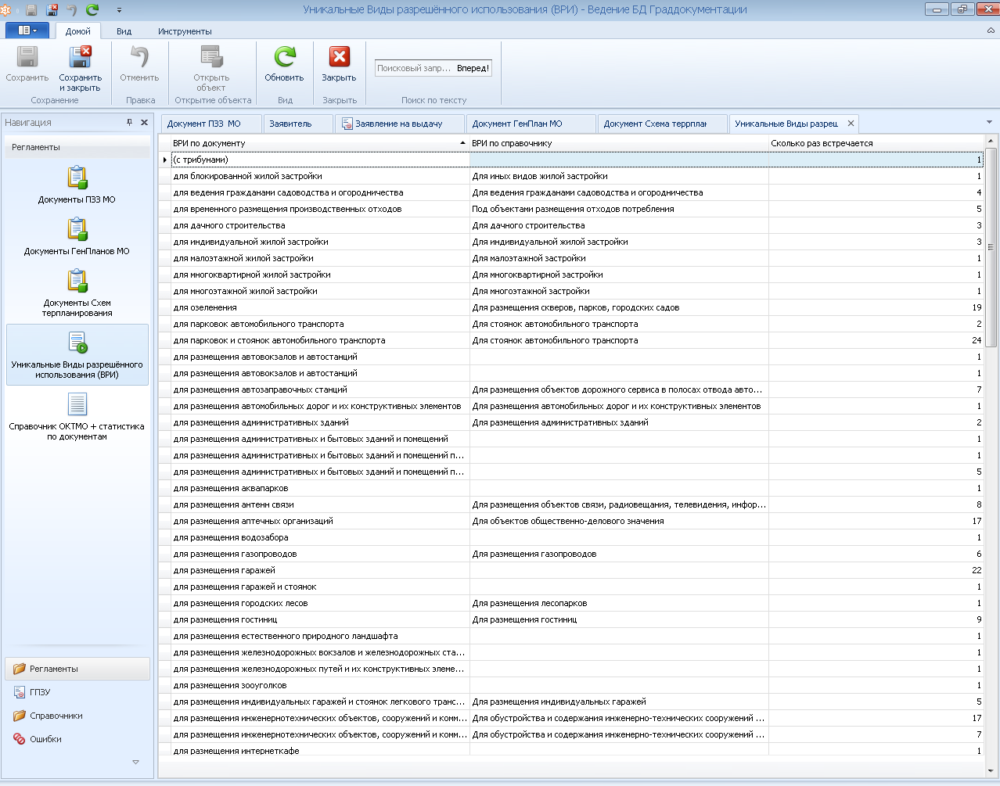 Уникальные Виды разрешённого использования (ВРИ) - Ведение БД Граддокументации
Домой Вид Инструменты
Сохранить
Сохранить и закрыть
Сохранение
Отменить
Правка
Открыть объект
Открытие объекта
Обновить
Вид
Закрыть
Закрыть
Поисковый запр... Вперед!
Поиск по тексту
Навигация
Регламенты
Документы ПЗЗ МО
Документы ГенПланов МО
Документы Схем
терпланирования
Уникальные Виды разрешённого
использования (ВРИ)
Справочник ОКТМО + статистика
по документам
Регламенты
ГПЗУ
Справочники
Ошибки
Документ ПЗЗ МО Заявитель Заявление на выдачу Документ ГенПлан МО Документ Схема террплан Уникальные Виды разреш
ВРИ по документу ВРИ по справочнику Сколько раз встречается
(с трибунами) 1
для блокированной жилой застройки Для иных видов жилой застройки 1
для ведения гражданами садоводства и огородничества Для ведения гражданами садоводства и огородничества 4
для временного размещения производственных отходов Под объектами размещения отходов потребления 5
для дачного строительства Для дачного строительства 3
для индивидуальной жилой застройки Для индивидуальной жилой застройки 3
для малоэтажной жилой застройки Для малоэтажной застройки 1
для многоквартирной жилой застройки Для многоквартирной застройки 1
для многоэтажной жилой застройки Для многоэтажной застройки 1
для озеленения Для размещения скверов, парков, городских садов 19
для парковок автомобильного транспорта Для стоянок автомобильного транспорта 2
для парковок и стоянок автомобильного транспорта Для стоянок автомобильного транспорта 24
для размещения автовокзалов и автостанций 1
для размещения автовокзалов и автостанций 1
для размещения автозаправочных станций Для размещения объектов дорожного сервиса в полосах отвода авто... 7
для размещения автомобильных дорог и их конструктивных элементов Для размещения автомобильных дорог и их конструктивных элементов 1
для размещения административных зданий Для размещения административных зданий 2
для размещения административных и бытовых зданий и помещений 1
для размещения административных и бытовых зданий и помещений п... 1
для размещения административных и бытовых зданий и помещений п... 5
для размещения аквапарков 1
для размещения антенн связи Для размещения объектов связи, радиовещания, телевидения, инфор... 8
для размещения аптечных организаций Для объектов общественно-делового значения 17
для размещения водозабора 1
для размещения газопроводов Для размещения газопроводов 6
для размещения гаражей 22
для размещения гаражей и стоянок 1
для размещения городских лесов Для размещения лесопарков 1
для размещения гостиниц Для размещения гостиниц 9
для размещения естественного природного ландшафта 1
для размещения железнодорожных вокзалов и железнодорожных ста... 1
для размещения железнодорожных путей и их конструктивных элеме... 1
для размещения зооуголков 1
для размещения индивидуальных гаражей и стоянок легкового транс... Для размещения индивидуальных гаражей 5
для размещения инженернотехнических объектов, сооружений и комм... Для обустройства и содержания инженерно-технических сооружений ... 17
для размещения инженернотехнических объектов, сооружений и комм... Для обустройства и содержания инженерно-технических сооружений ... 7
для размещения интернеткафе 1